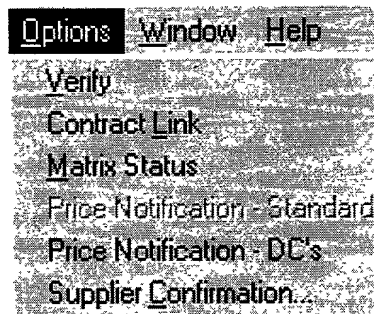 Options Window Help
Verify
Contract Link
Matrix Status
Price Notification - Standard
Price Notification - DC's
Supplier Confirmation...